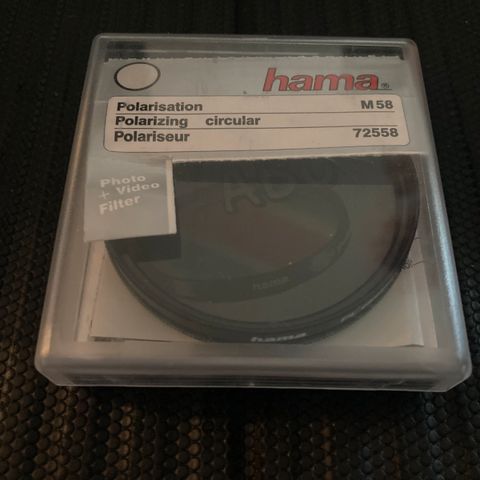 hama®
Polarisation M 58
Polarizing circular
Polariseur 72558
Photo
+ Video
Filter
hama
hama